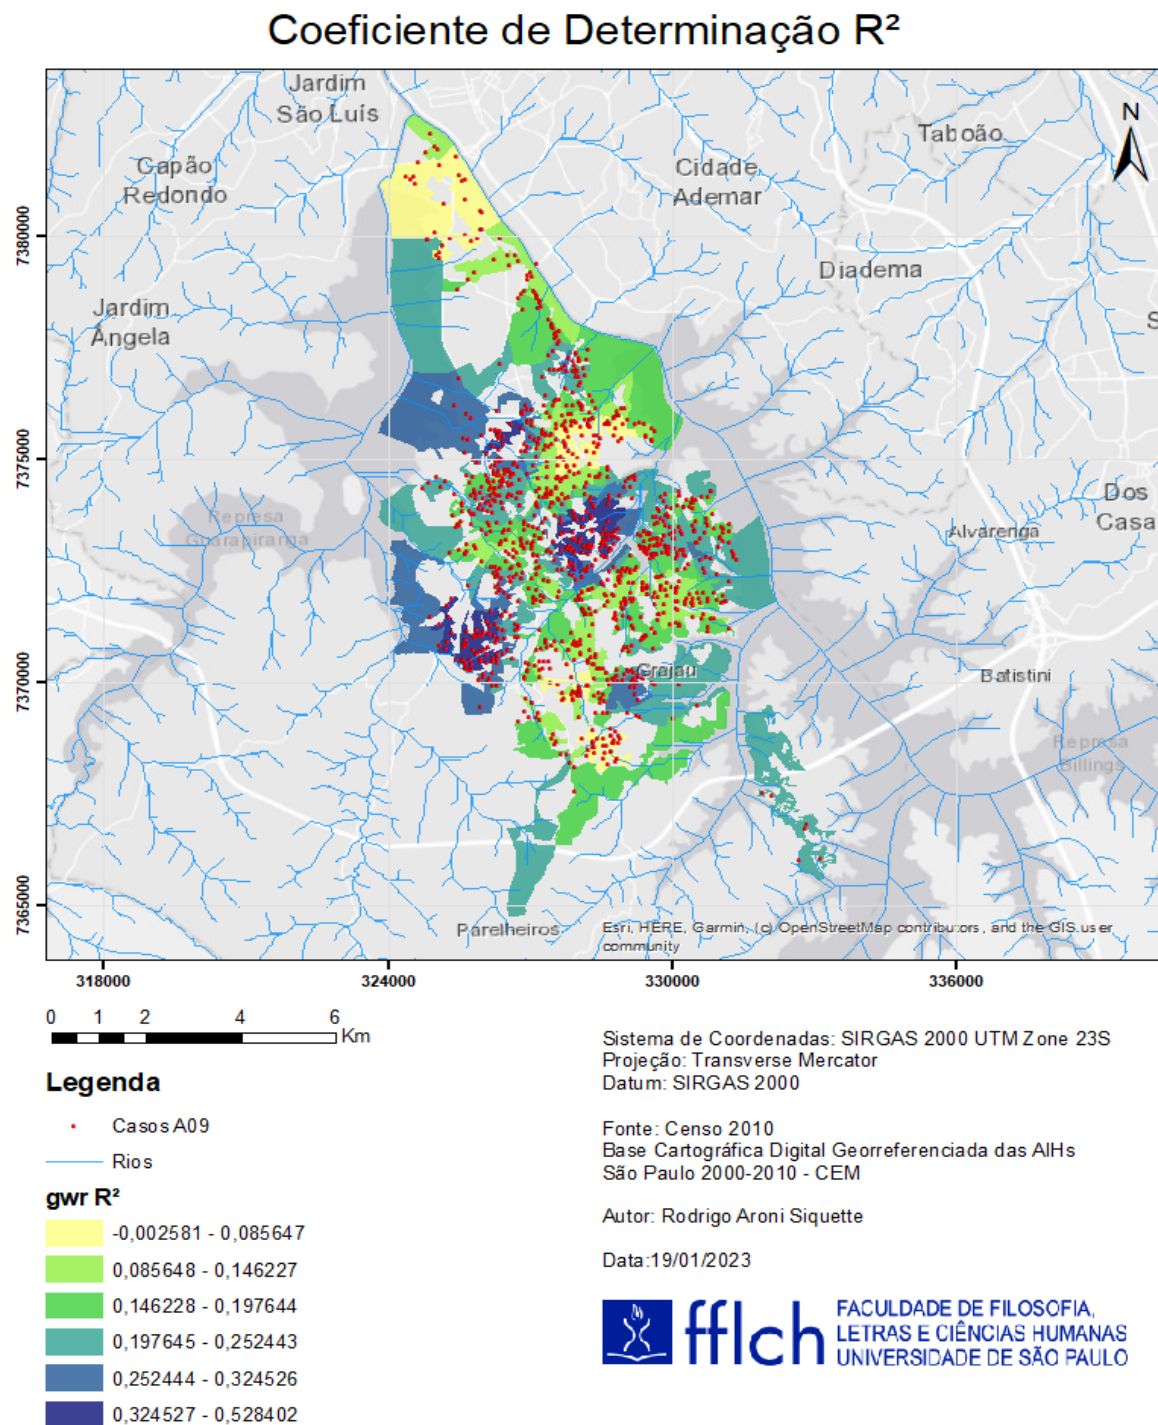 Coeficiente de Determinação R²
Jardim
São Luís
Capão
Redondo
Cidade
Ademar
Taboão
N
Diadema
Jardim
Ângela
S
Represa
Guarapiranga
Dos
Casa
Alvarenga
Grajaú
Batistini
Represa
Billings
Parelheiros
Esri, HERE, Garmin, (c) OpenStreetMap contributors, and the GIS user
community
7380000
7375000
7370000
7365000
318000
324000
330000
336000
0 1 2 4 6
Km
Legenda
Casos A09
Rios
gwr R²
-0,002581 - 0,085647
0,085648 - 0,146227
0,146228 - 0,197644
0,197645 - 0,252443
0,252444 - 0,324526
0,324527 - 0,528402
Sistema de Coordenadas: SIRGAS 2000 UTM Zone 23S
Projeção: Transverse Mercator
Datum: SIRGAS 2000
Fonte: Censo 2010
Base Cartográfica Digital Georreferenciada das AIHs
São Paulo 2000-2010 - CEM
Autor: Rodrigo Aroni Siquette
Data:19/01/2023
fflch
FACULDADE DE FILOSOFIA,
LETRAS E CIÊNCIAS HUMANAS
UNIVERSIDADE DE SÃO PAULO